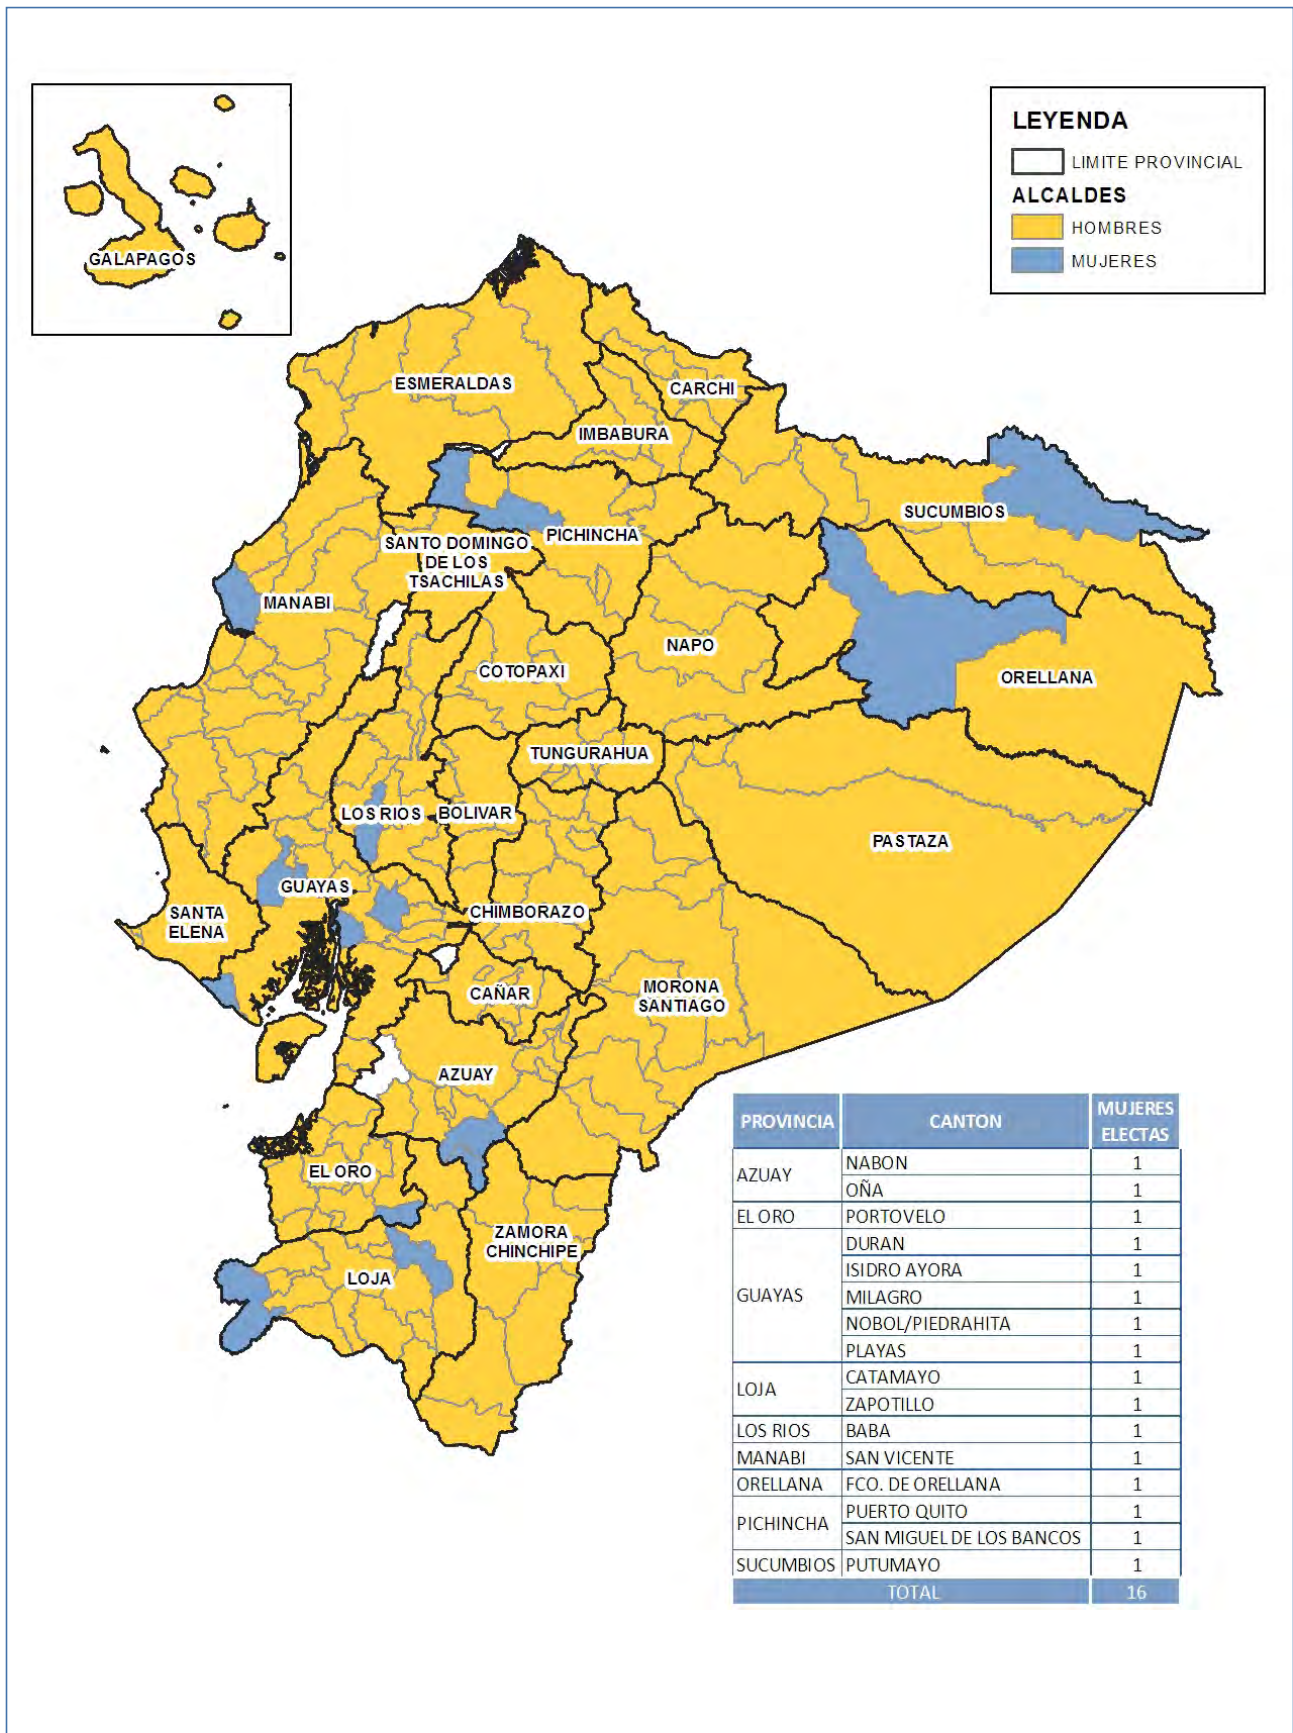 LEYENDA
LIMITE PROVINCIAL
ALCALDES
HOMBRES
MUJERES
GALAPAGOS
ESMERALDAS
CARCHI
IMBABURA
SUCUMBIOS
PICHINCHA
SANTO DOMINGO
DE LOS
TSACHILAS
MANABI
NAPO
COTOPAXI
ORELLANA
TUNGURAHUA
LOS RIOS
BOLIVAR
PASTAZA
GUAYAS
SANTA
ELENA
CHIMBORAZO
MORONA
SANTIAGO
CAÑAR
AZUAY
EL ORO
ZAMORA
CHINCHIPE
LOJA
PROVINCIA CANTON MUJERES ELECTAS
AZUAY NABON 1
OÑA 1
EL ORO PORTOVELO 1
GUAYAS DURAN 1
ISIDRO AYORA 1
MILAGRO 1
NOBOL/PIEDRAHITA 1
PLAYAS 1
LOJA CATAMAYO 1
ZAPOTILLO 1
LOS RIOS BABA 1
MANABI SAN VICENTE 1
ORELLANA FCO. DE ORELLANA 1
PICHINCHA PUERTO QUITO 1
SAN MIGUEL DE LOS BANCOS 1
SUCUMBIOS PUTUMAYO 1
TOTAL 16